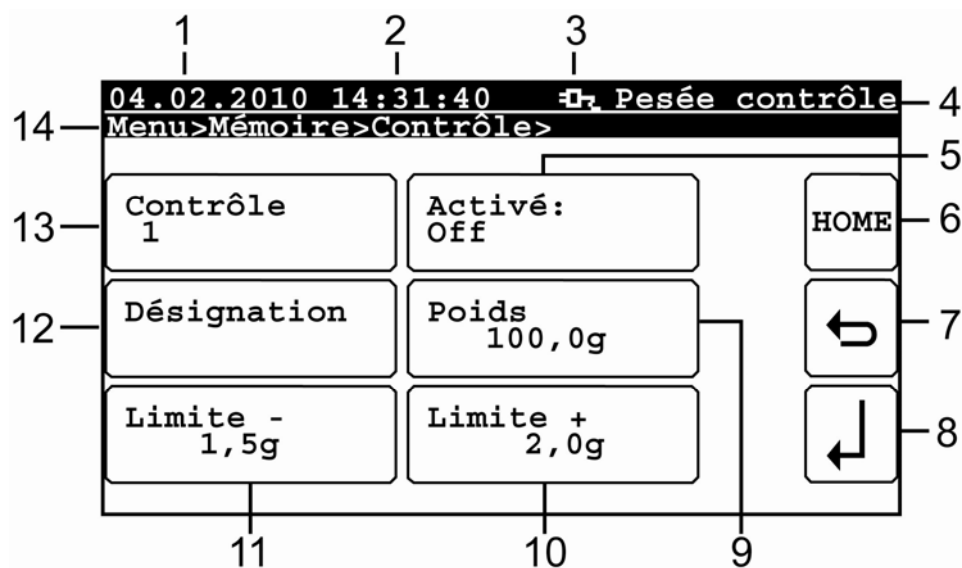 1 2 3
04.02.2010 14:31:40 Pesée contrôle
4
14
Menu>Mémoire>Contrôle>
5
13
Contrôle
1
Activé:
Off
HOME
6
12
Désignation
Poids
100,0g
7
Limite -
1,5g
Limite +
2,0g
8
11 10 9